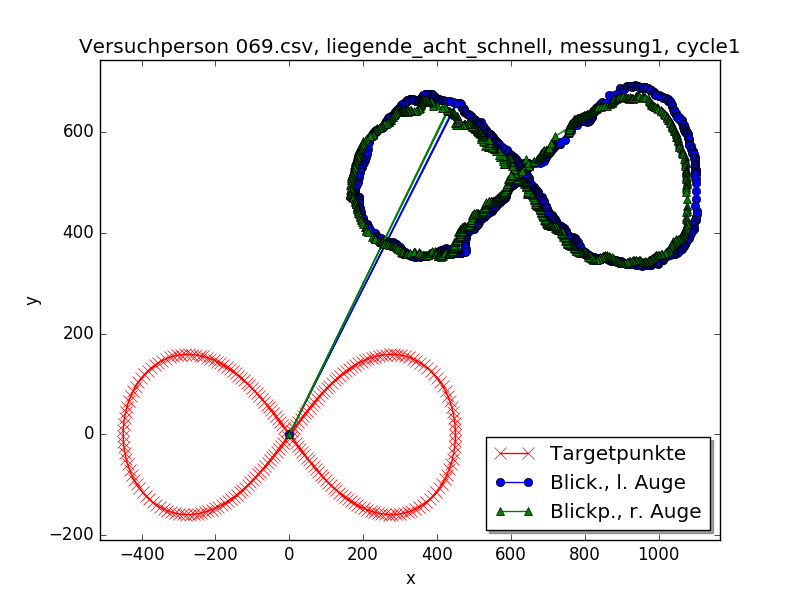 Versuchperson 069.csv, liegende_acht_schnell, messung1, cycle1
y
600
400
200
0
−200
−400
−200
0
200
400
600
800
1000
x
Targetpunkte
Blick., l. Auge
Blickp., r. Auge